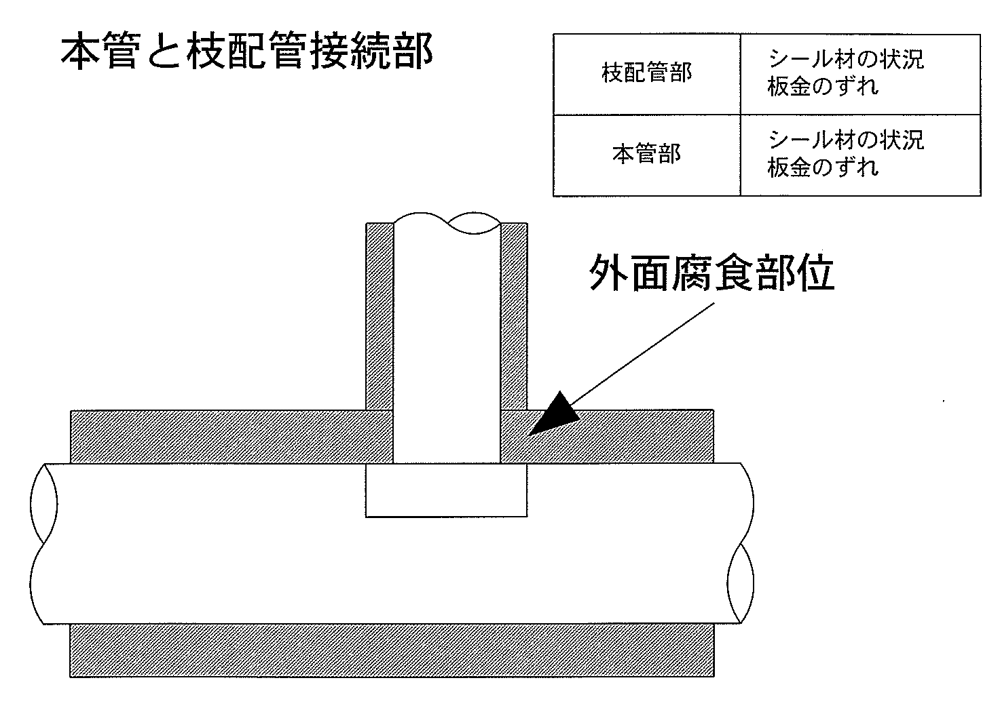 本管と枝配管接続部
枝配管部
シール材の状況
板金のずれ
本管部
シール材の状況
板金のずれ
外面腐食部位